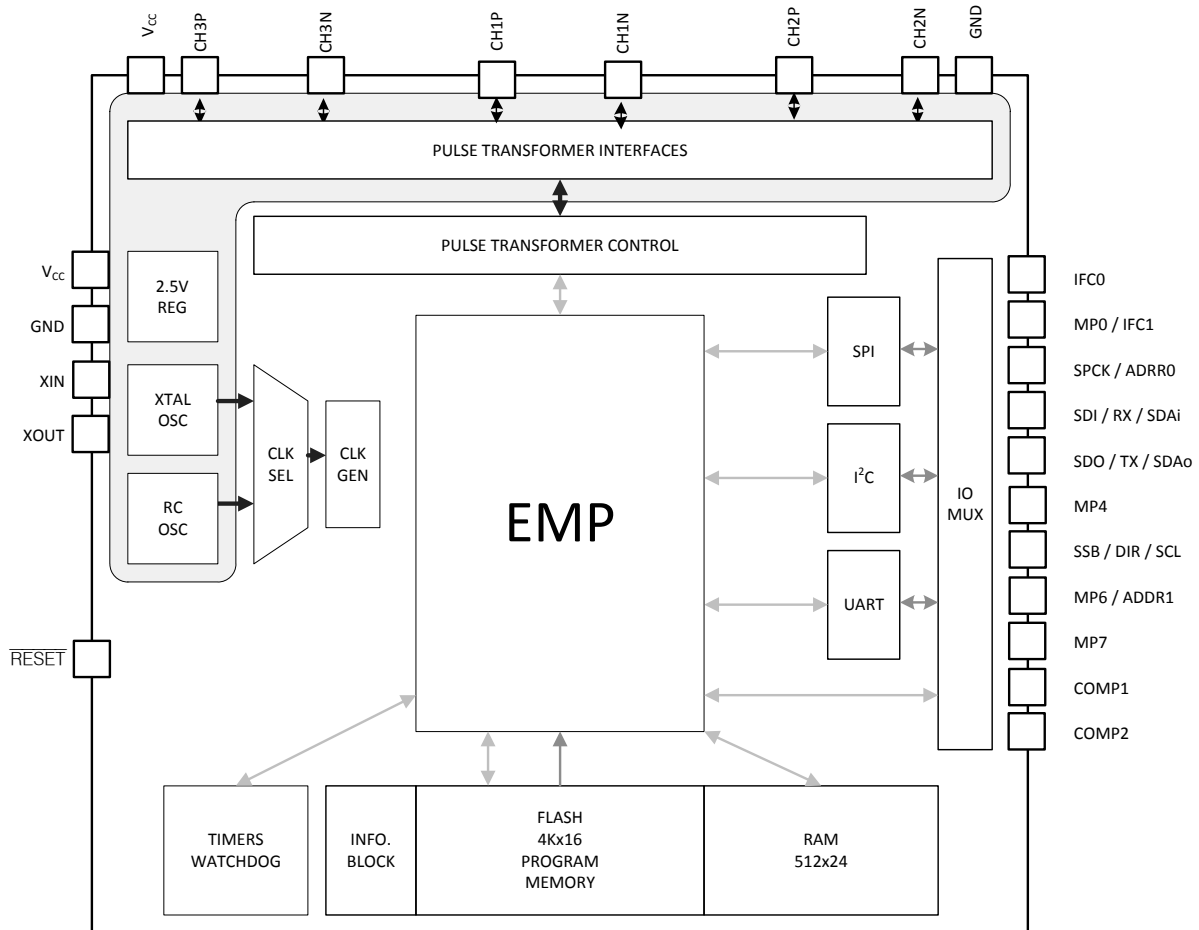 V_CC
CH3P
CH3N
CH1P
CH1N
CH2P
CH2N
GND
PULSE TRANSFORMER INTERFACES
PULSE TRANSFORMER CONTROL
V_CC
GND
XIN
XOUT
RESET
2.5V
REG
XTAL
OSC
RC
OSC
CLK
SEL
CLK
GEN
EMP
SPI
I²C
UART
IO
MUX
IFC0
MP0 / IFC1
SPCK / ADRR0
SDI / RX / SDAi
SDO / TX / SDAo
MP4
SSB / DIR / SCL
MP6 / ADDR1
MP7
COMP1
COMP2
TIMERS
WATCHDOG
INFO.
BLOCK
FLASH
4Kx16
PROGRAM
MEMORY
RAM
512x24